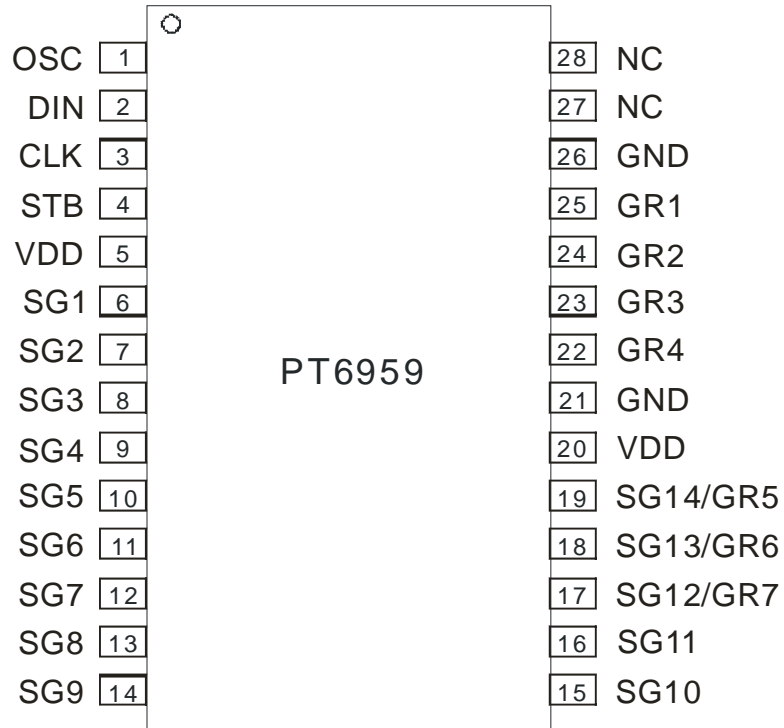 OSC 1 28 NC
DIN 2 27 NC
CLK 3 26 GND
STB 4 25 GR1
VDD 5 24 GR2
SG1 6 23 GR3
SG2 7 22 GR4
PT6959
SG3 8 21 GND
SG4 9 20 VDD
SG5 10 19 SG14/GR5
SG6 11 18 SG13/GR6
SG7 12 17 SG12/GR7
SG8 13 16 SG11
SG9 14 15 SG10